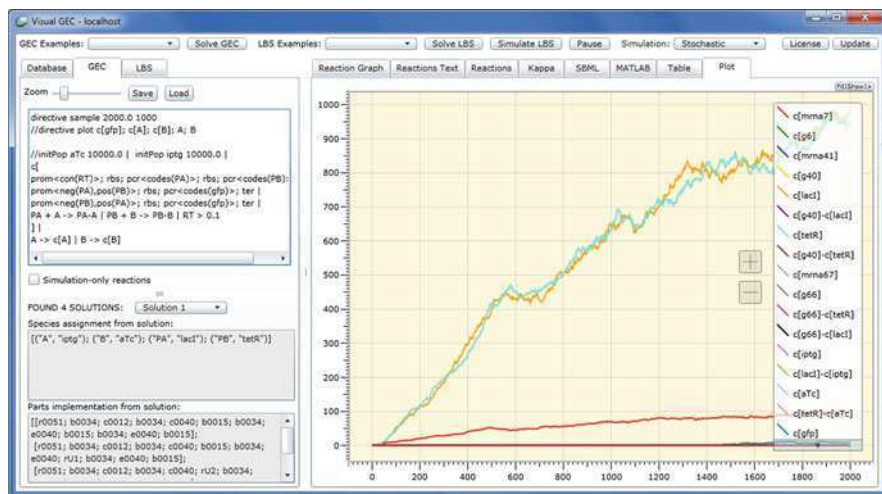 Visual GEC - localhost
GEC Examples: Solve GEC LBS Examples: Solve LBS Simulate LBS Pause Simulation: Stochastic License Update
Database GEC LBS
Zoom Save Load
directive sample 2000.0 1000
//directive plot c[gfp]; c[A]; c[B]; A; B
//initPop aTc 10000.0 | initPop iptg 10000.0 |
c[
prom<con(RT)>; rbs; pcr<codes(PA)>; rbs; pcr<codes(PB)>
prom<neg(PA),pos(PB)>; rbs; pcr<codes(gfp)>; ter |
prom<neg(PB),pos(PA)>; rbs; pcr<codes(gfp)>; ter |
PA + A -> PA-A | PB + B -> PB-B | RT > 0.1
] |
A -> c[A] | B -> c[B]
Simulation-only reactions
FOUND 4 SOLUTIONS: Solution 1
Species assignment from solution:
[("A", "iptg"); ("B", "aTc"); ("PA", "lacI"); ("PB", "tetR")]
Parts implementation from solution:
[[r0051; b0034; c0012; b0034; c0040; b0015; b0034;
e0040; b0015; b0034; e0040; b0015];
[r0051; b0034; c0012; b0034; c0040; b0015; b0034;
e0040; rU1; b0034; e0040; b0015];
[r0051; b0034; c0012; b0034; c0040; rU2; b0034;
Reaction Graph Reactions Text Reactions Kappa SBML MATLAB Table Plot
1000
900
800
700
600
500
400
300
200
100
0
0 200 400 600 800 1000 1200 1400 1600 1800 2000
c[mrna7]
c[g6]
c[mrna41]
c[g40]
c[lacI]
c[g40]-c[lacI]
c[tetR]
c[g40]-c[tetR]
c[mrna67]
c[g66]
c[g66]-c[tetR]
c[g66]-c[lacI]
c[iptg]
c[lacI]-c[iptg]
c[aTc]
c[tetR]-c[aTc]
c[gfp]